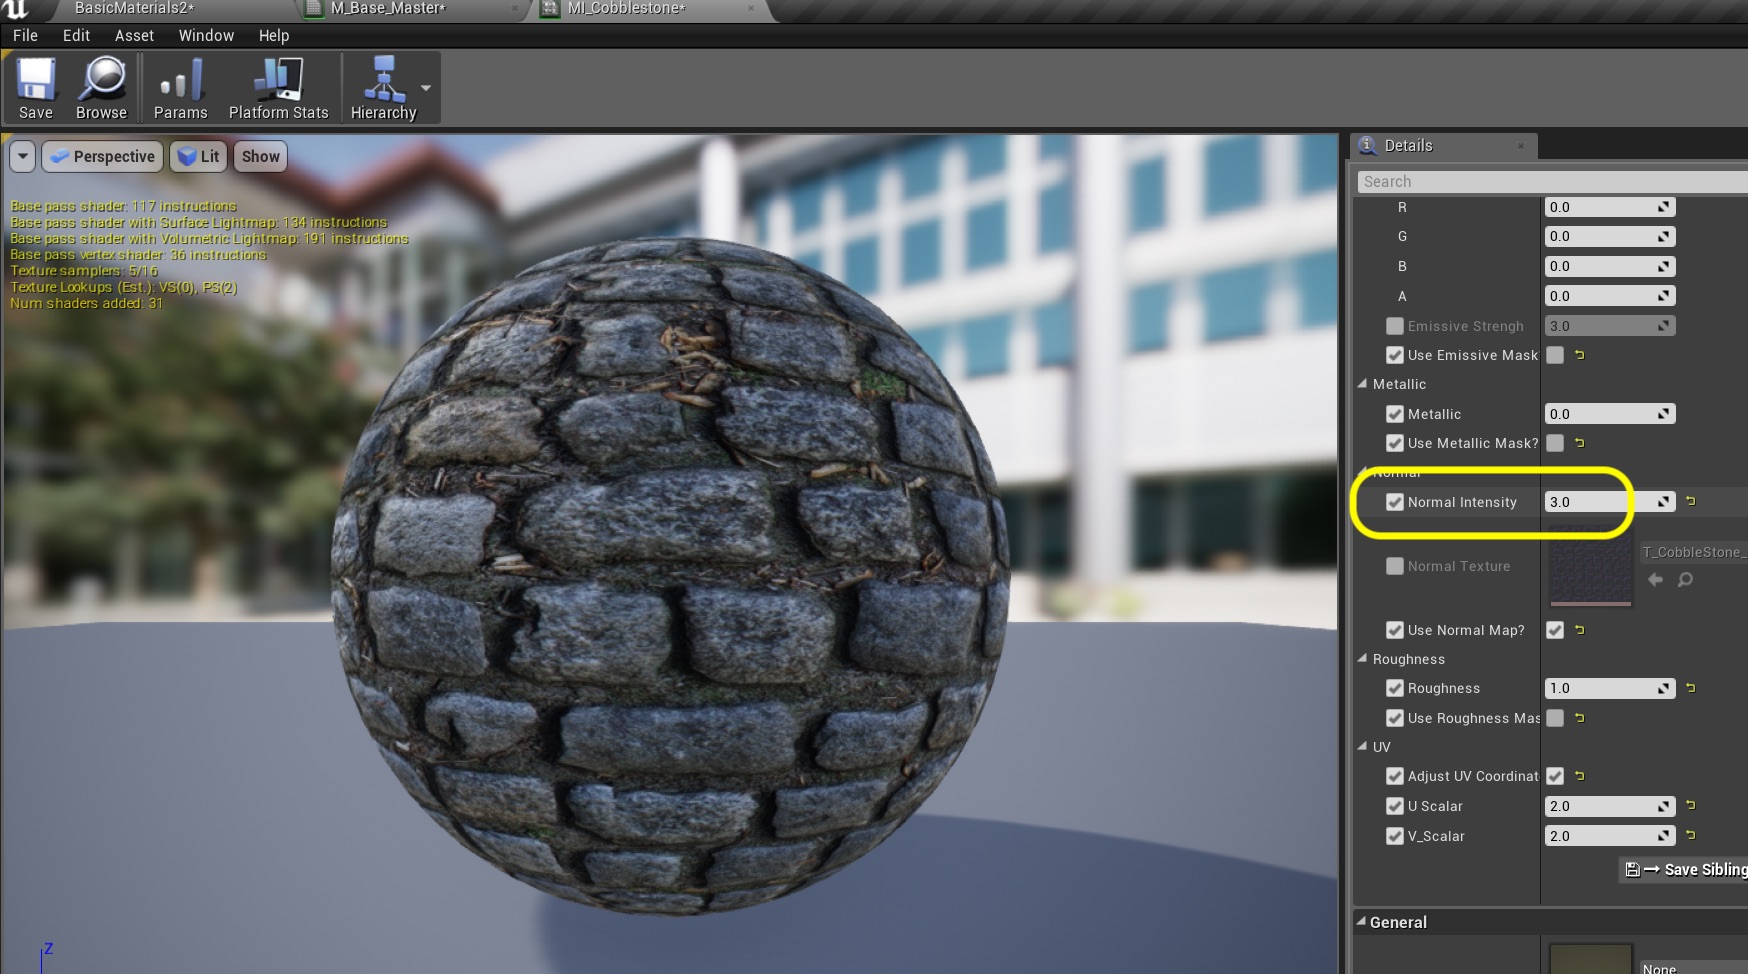 BasicMaterials2*
M_Base_Master*
MI_Cobblestone*
File Edit Asset Window Help
Save Browse Params Platform Stats Hierarchy
Perspective Lit Show
Base pass shader: 117 instructions
Base pass shader with Surface Lightmap: 134 instructions
Base pass shader with Volumetric Lightmap: 191 instructions
Base pass vertex shader: 36 instructions
Texture samplers: 5/16
Texture Lookups (Est.): VS(0), PS(2)
Num shaders added: 31
Z
Details
Search
R 0.0
G 0.0
B 0.0
A 0.0
Emissive Strengh 3.0
Use Emissive Mask
Metallic
Metallic 0.0
Use Metallic Mask?
Normal
Normal Intensity 3.0
T_CobbleStone_
Normal Texture
Use Normal Map?
Roughness
Roughness 1.0
Use Roughness Mas
UV
Adjust UV Coordinat
U Scalar 2.0
V_Scalar 2.0
Save Sibling
General
None